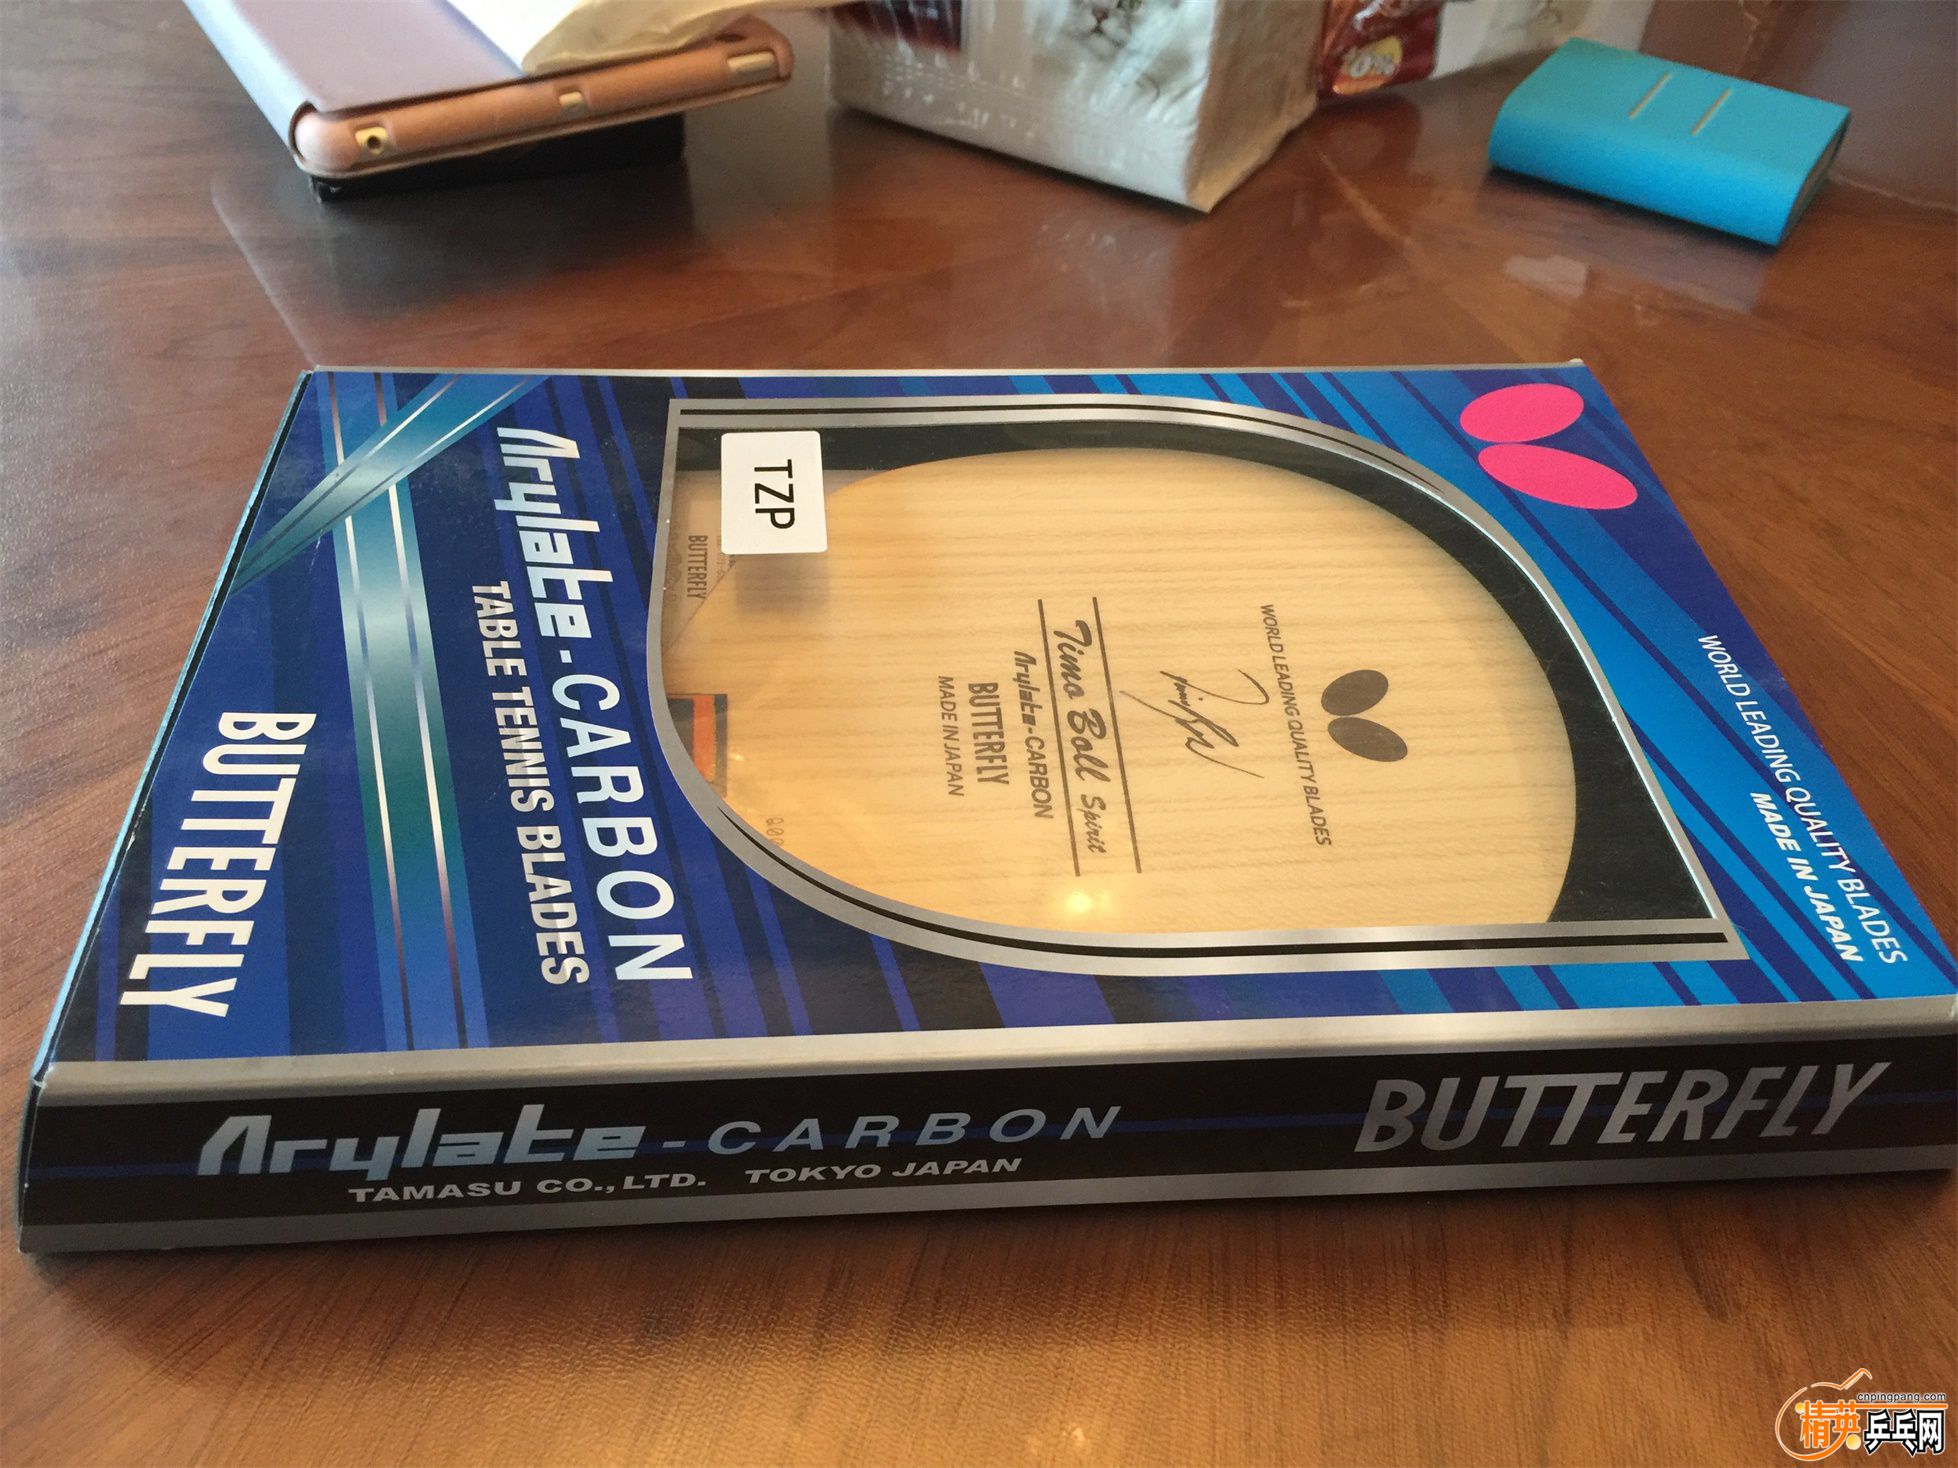 10%
WORLD LEADING QUALITY BLADES
MADE IN JAPAN
WORLD LEADING QUALITY BLADES
Timo Boll Spirit
Arylate-CARBON
BUTTERFLY
MADE IN JAPAN
TZP
BUTTERFLY
Arylate-CARBON
TABLE TENNIS BLADES
BUTTERFLY
Arylate-CARBON
TAMASU CO.,LTD. TOKYO JAPAN
BUTTERFLY
cnpingpang.com
精英乒乓网